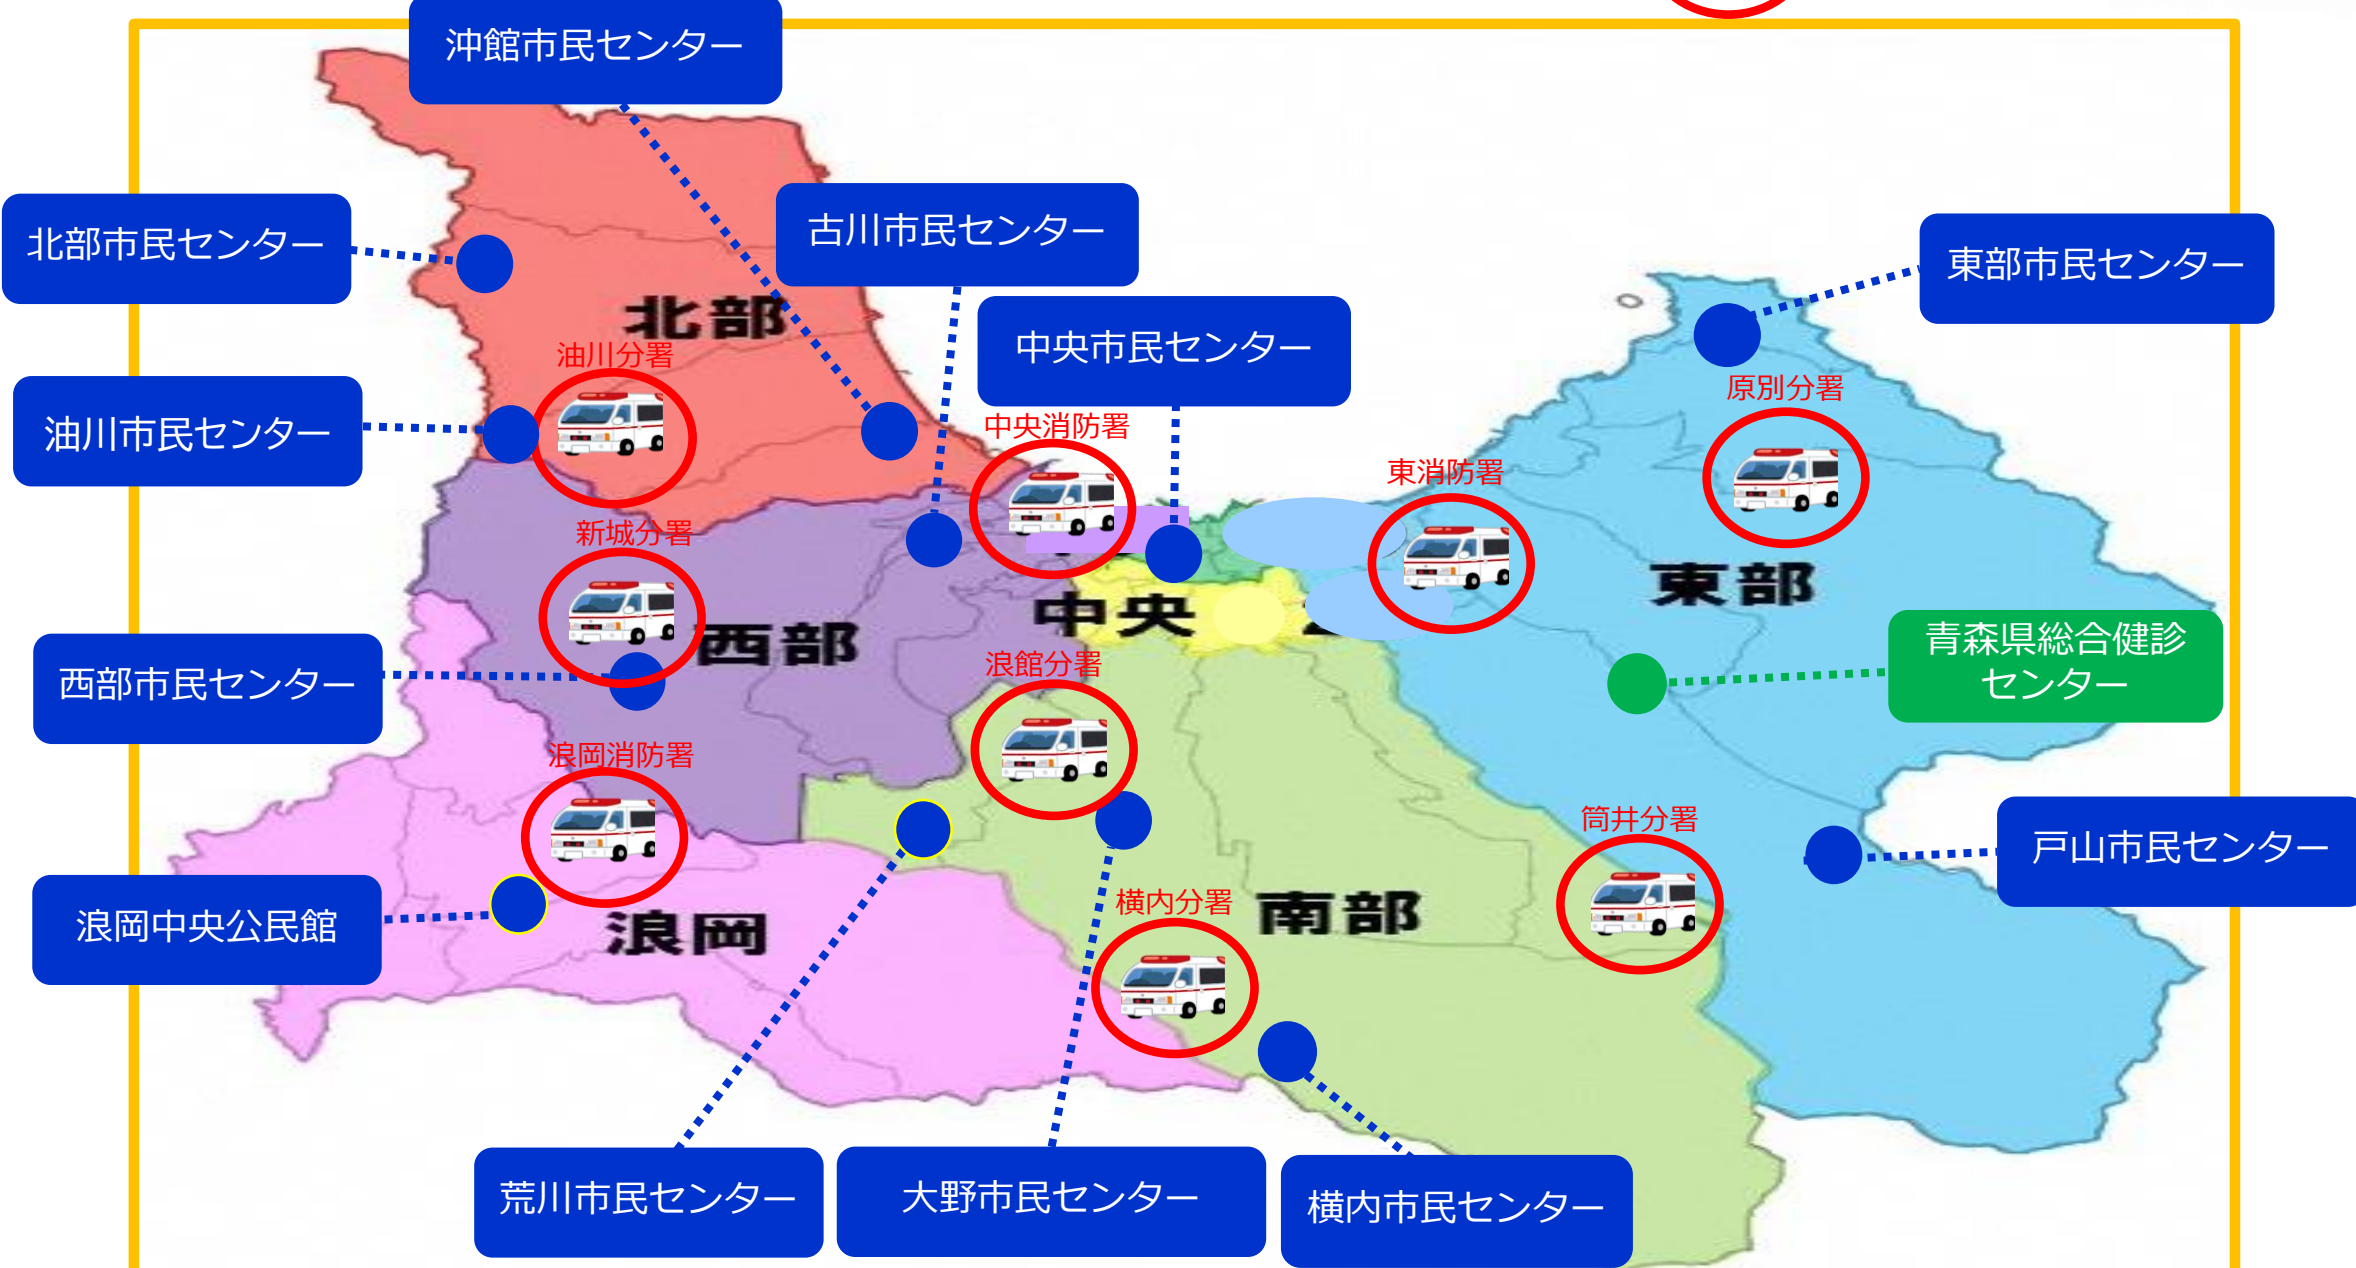 沖館市民センター
古川市民センター
北部市民センター
東部市民センター
北部
中央市民センター
油川分署
原別分署
油川市民センター
中央消防署
東消防署
新城分署
東部
中央
西部
青森県総合健診
センター
浪館分署
西部市民センター
浪岡消防署
筒井分署
戸山市民センター
横内分署
南部
浪岡中央公民館
浪岡
荒川市民センター
大野市民センター
横内市民センター